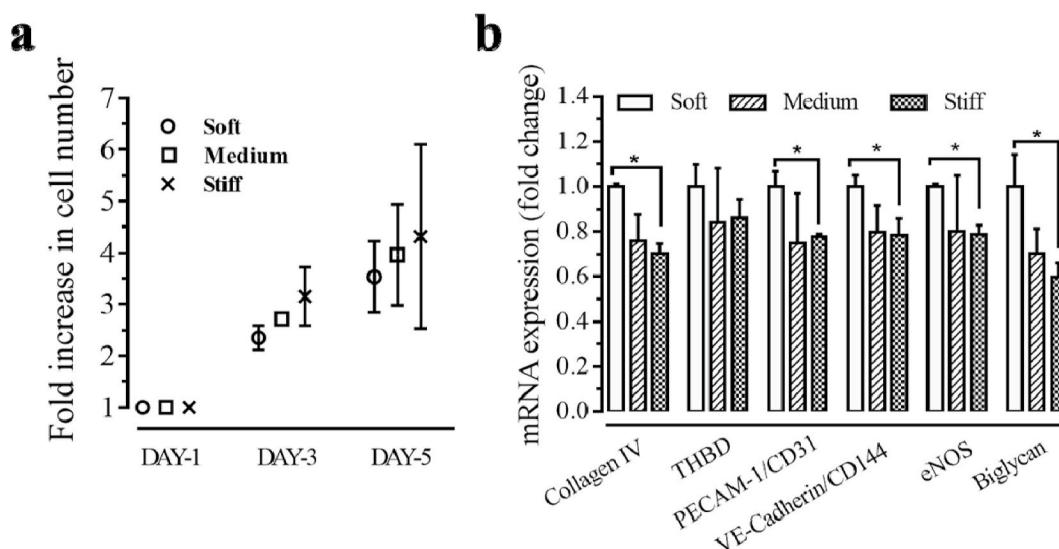 a
Fold increase in cell number
7
6
5
4
3
2
1
Soft
Medium
Stiff
DAY-1 DAY-3 DAY-5
b
mRNA expression (fold change)
1.4
1.2
1.0
0.8
0.6
0.4
0.2
0.0
Soft Medium Stiff
* * * * *
Collagen IV
THBD
PECAM-1/CD31
VE-Cadherin/CD144
eNOS
Biglycan